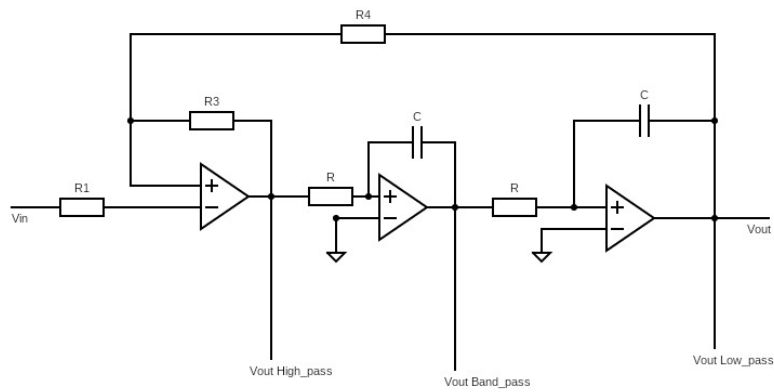 R4
R3
C
C
R1
R
R
+
−
+
−
+
−
Vin
Vout
Vout High_pass
Vout Band_pass
Vout Low_pass